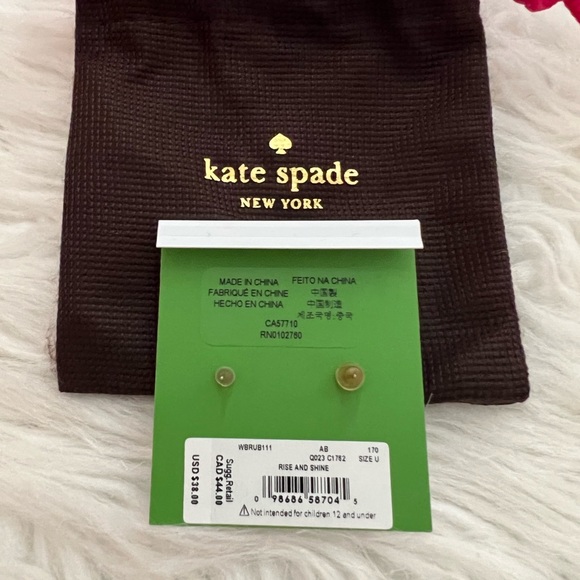 kate spade
NEW YORK
MADE IN CHINA FEITO NA CHINA
FABRIQUÉ EN CHINE 中国製
HECHO EN CHINA 中国制造
제조국명:중국
CA57710
RN0102760
WBRUB111 AB 170
Q023 C1762 SIZE U
RISE AND SHINE
0 98686 58704 5
⚠ Not intended for children 12 and under
Sugg.Retail
CAD $44.00
USD $38.00